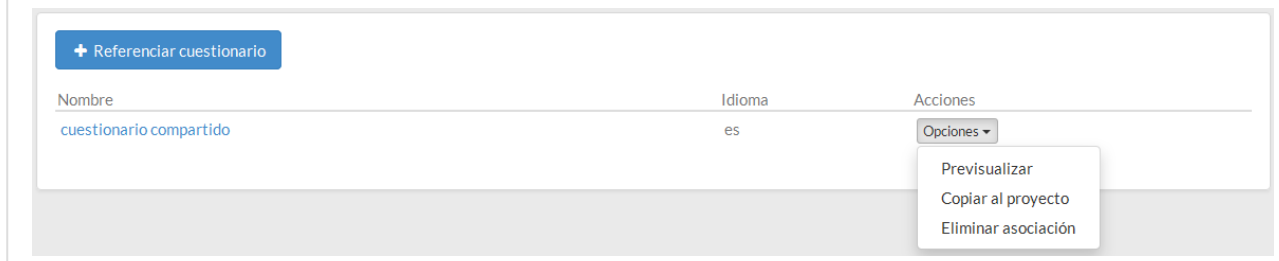 Referenciar cuestionario
Nombre Idioma Acciones
cuestionario compartido es Opciones
Previsualizar
Copiar al proyecto
Eliminar asociación